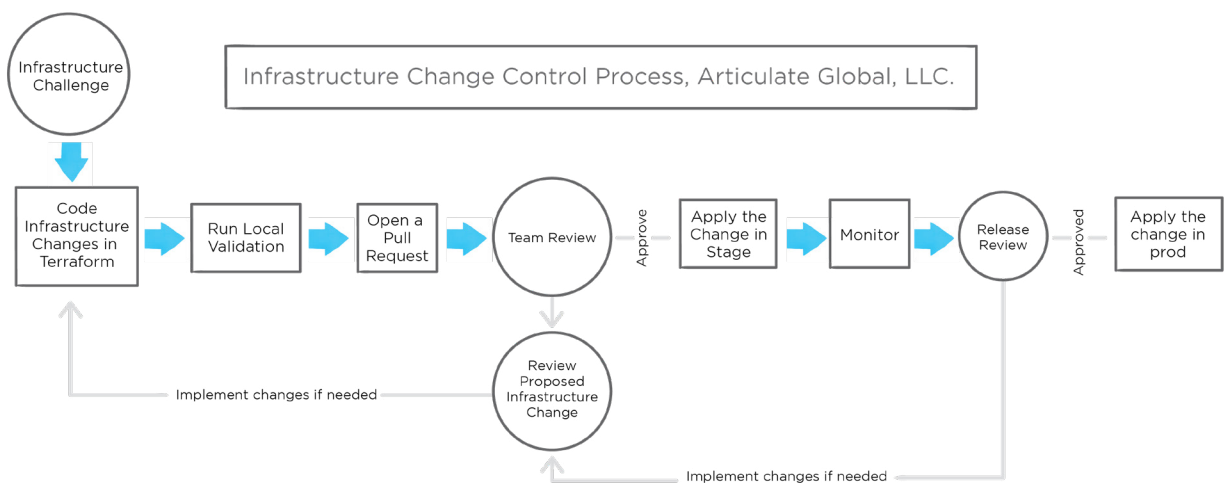 Infrastructure
Challenge
Infrastructure Change Control Process, Articulate Global, LLC.
Code
Infrastructure
Changes in
Terraform
Run Local
Validation
Open a
Pull
Request
Team Review
Approve
Apply the
Change in
Stage
Monitor
Release
Review
Approved
Apply the
change in
prod
Review
Proposed
Infrastructure
Change
Implement changes if needed
Implement changes if needed